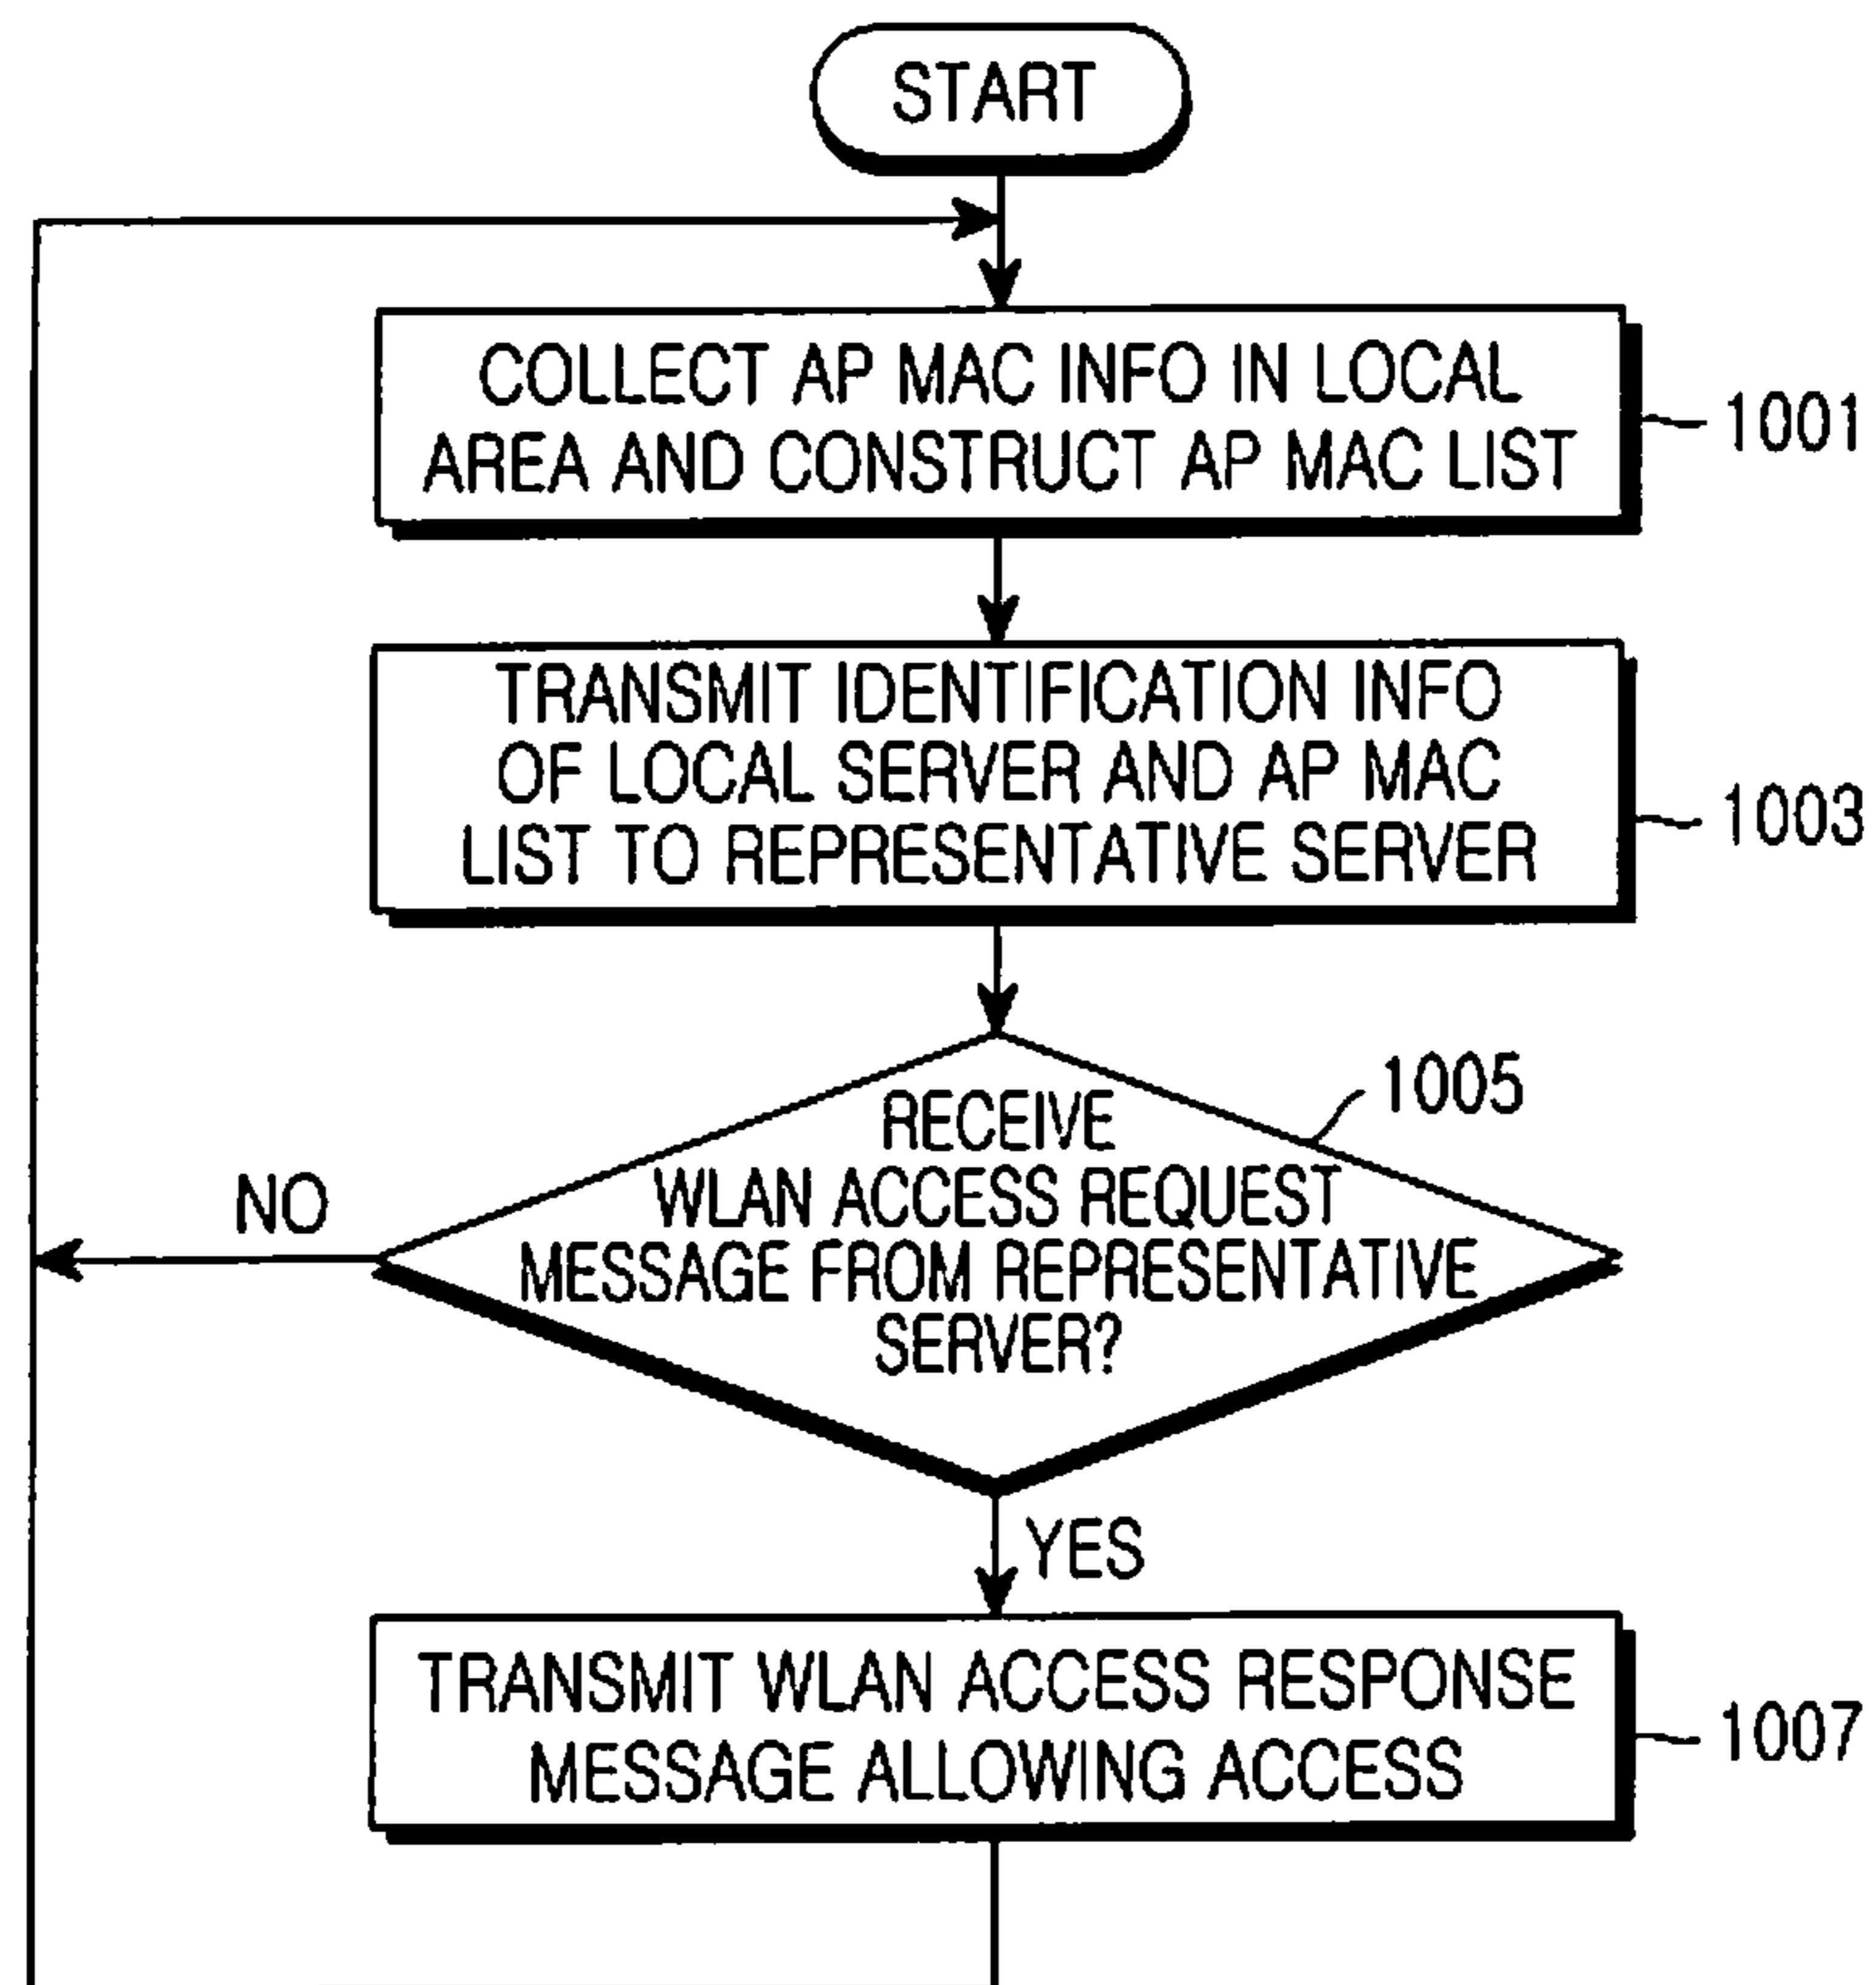 START
COLLECT AP MAC INFO IN LOCAL
AREA AND CONSTRUCT AP MAC LIST
1001
TRANSMIT IDENTIFICATION INFO
OF LOCAL SERVER AND AP MAC
LIST TO REPRESENTATIVE SERVER
1003
1005
RECEIVE
WLAN ACCESS REQUEST
MESSAGE FROM REPRESENTATIVE
SERVER?
NO
YES
TRANSMIT WLAN ACCESS RESPONSE
MESSAGE ALLOWING ACCESS
1007